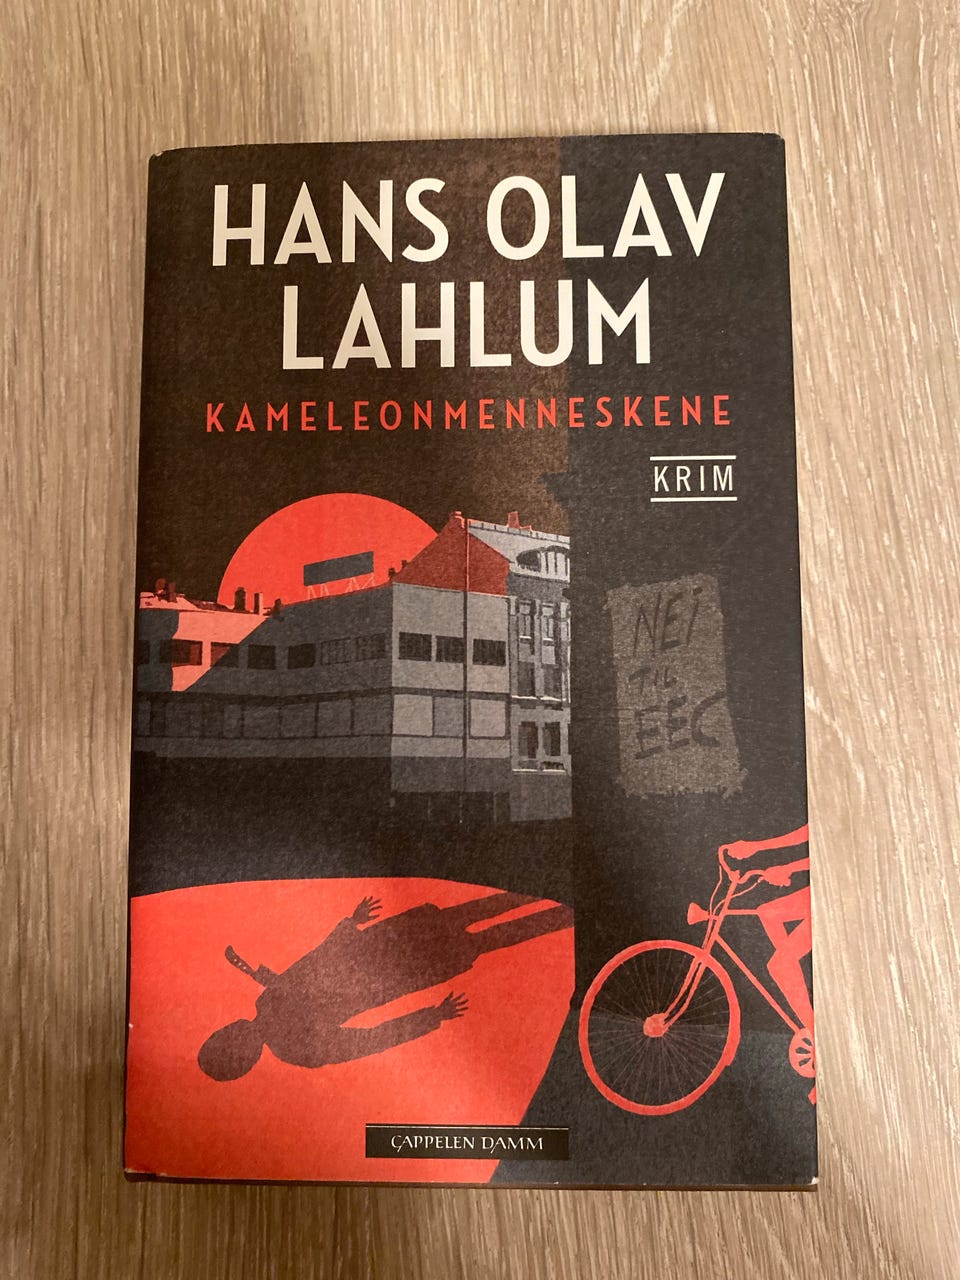 HANS OLAV
LAHLUM
KAMELEONMENNESKENE
KRIM
NEI
TIL
EEC
CAPPELEN DAMM